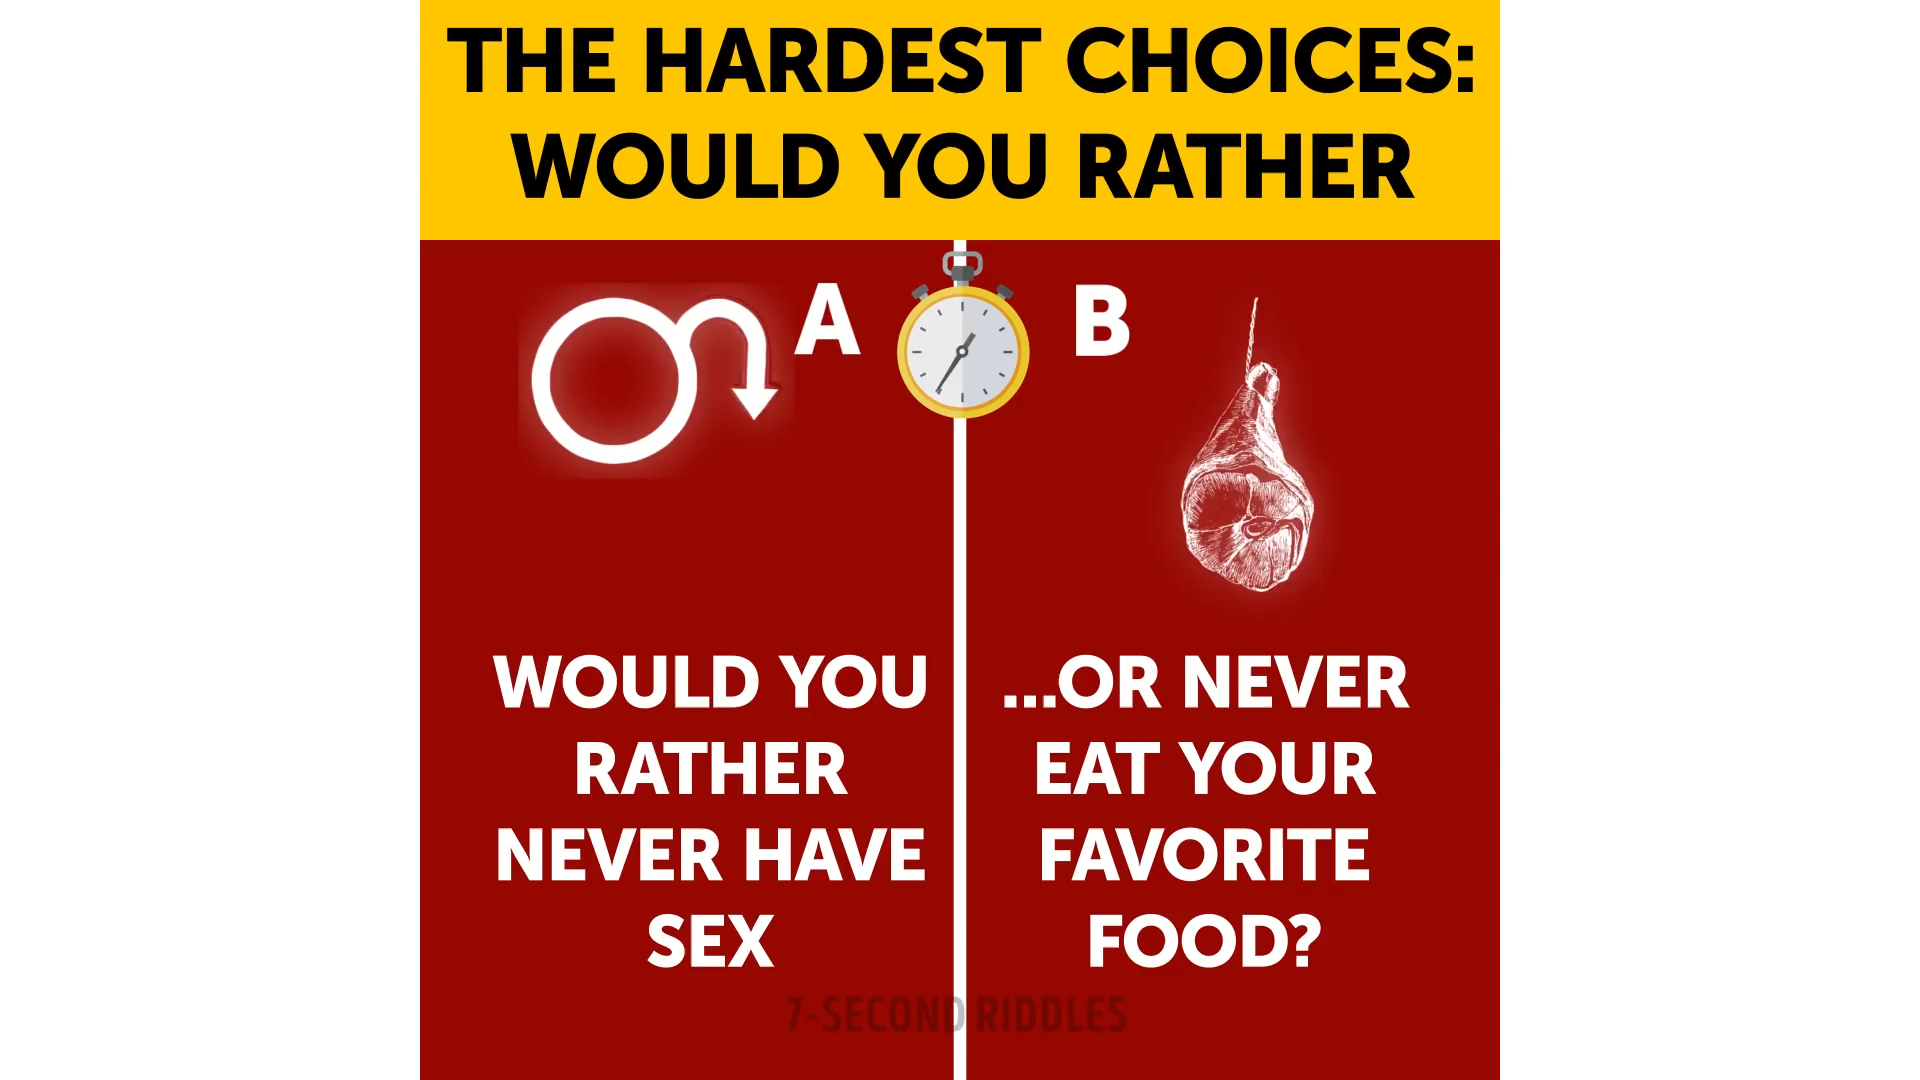 THE HARDEST CHOICES:
WOULD YOU RATHER
A
B
WOULD YOU
RATHER
NEVER HAVE
SEX
...OR NEVER
EAT YOUR
FAVORITE
FOOD?
7-SECOND RIDDLES